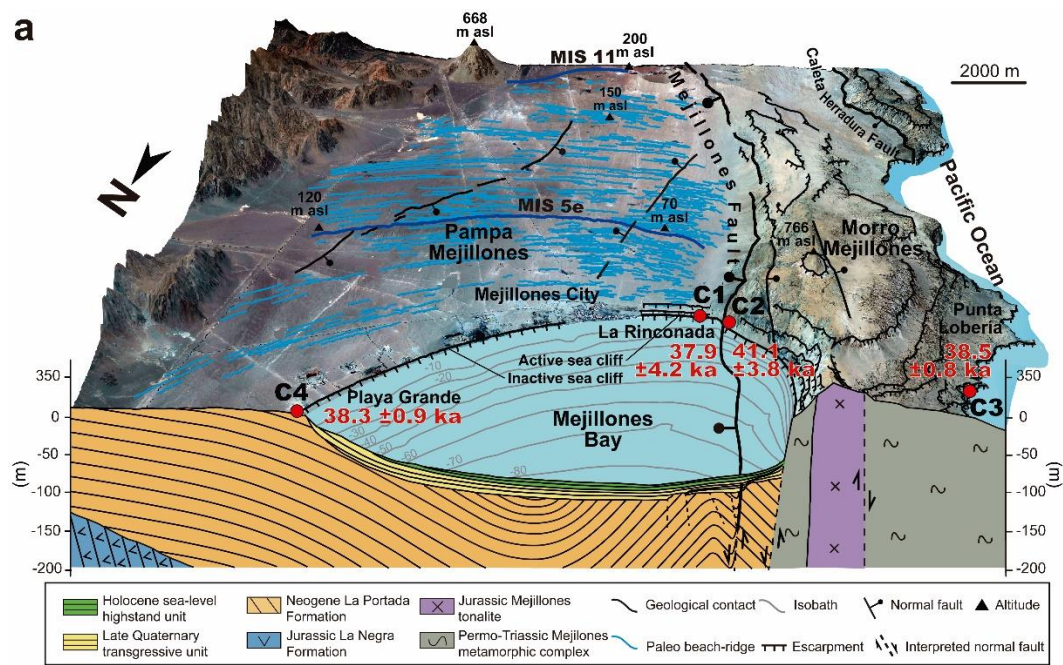 a
668
m asl
200
m asl
MIS 11
150
m asl
2000 m
Caleta
Herradura Fault
Pacific Ocean
N
Mejillones Fault
120
m asl
MIS 5e
70
m asl
Pampa
Mejillones
766
m asl
Morro
Mejillones
Mejillones City
C1
C2
La Rinconada
Punta
Lobería
Active sea cliff
Inactive sea cliff
37.9
±4.2 ka
41.1
±3.8 ka
38.5
±0.8 ka
C3
C4
Playa Grande
38.3 ±0.9 ka
Mejillones
Bay
-10
-30
-40
-50
-60
-70
-80
350
0
-50
-100
-150
-200
(m)
350
0
-50
-100
-150
-200
(m)
Holocene sea-level
highstand unit
Late Quaternary
transgressive unit
Neogene La Portada
Formation
Jurassic La Negra
Formation
Jurassic Mejillones
tonalite
Permo-Triassic Mejilones
metamorphic complex
Geological contact
Isobath
Normal fault
Altitude
Paleo beach-ridge
Escarpment
Interpreted normal fault